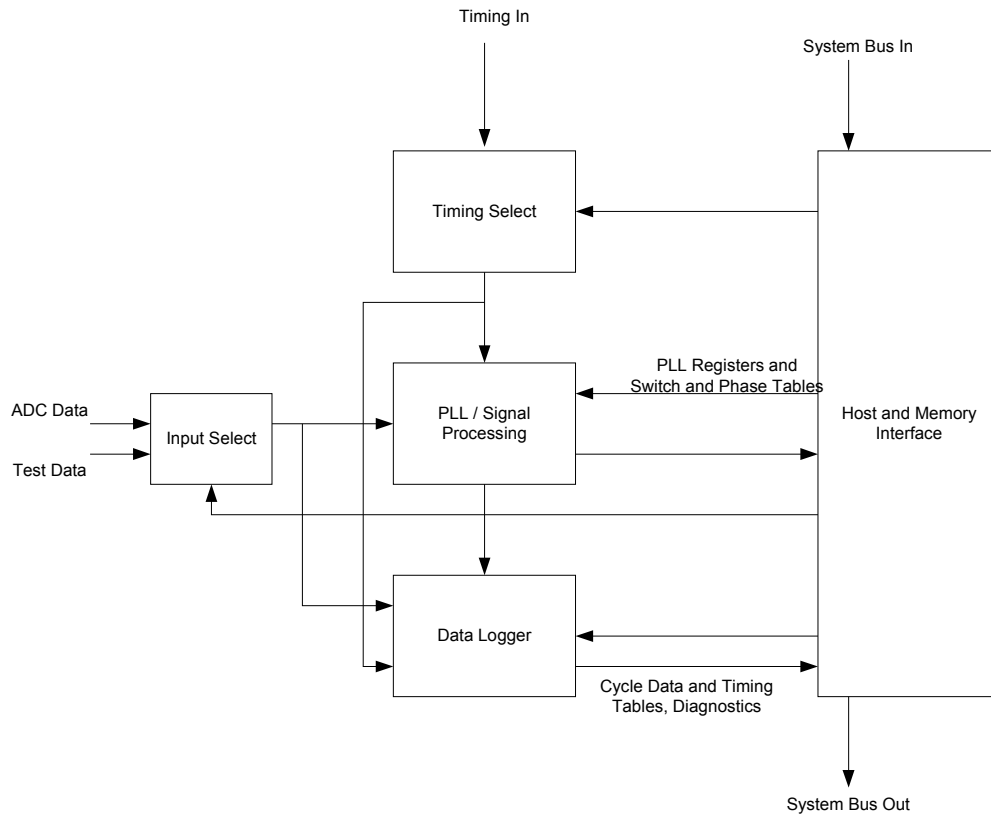 Timing In
System Bus In
Timing Select
PLL Registers and
Switch and Phase Tables
ADC Data
Input Select
PLL / Signal
Processing
Host and Memory
Interface
Test Data
Data Logger
Cycle Data and Timing
Tables, Diagnostics
System Bus Out